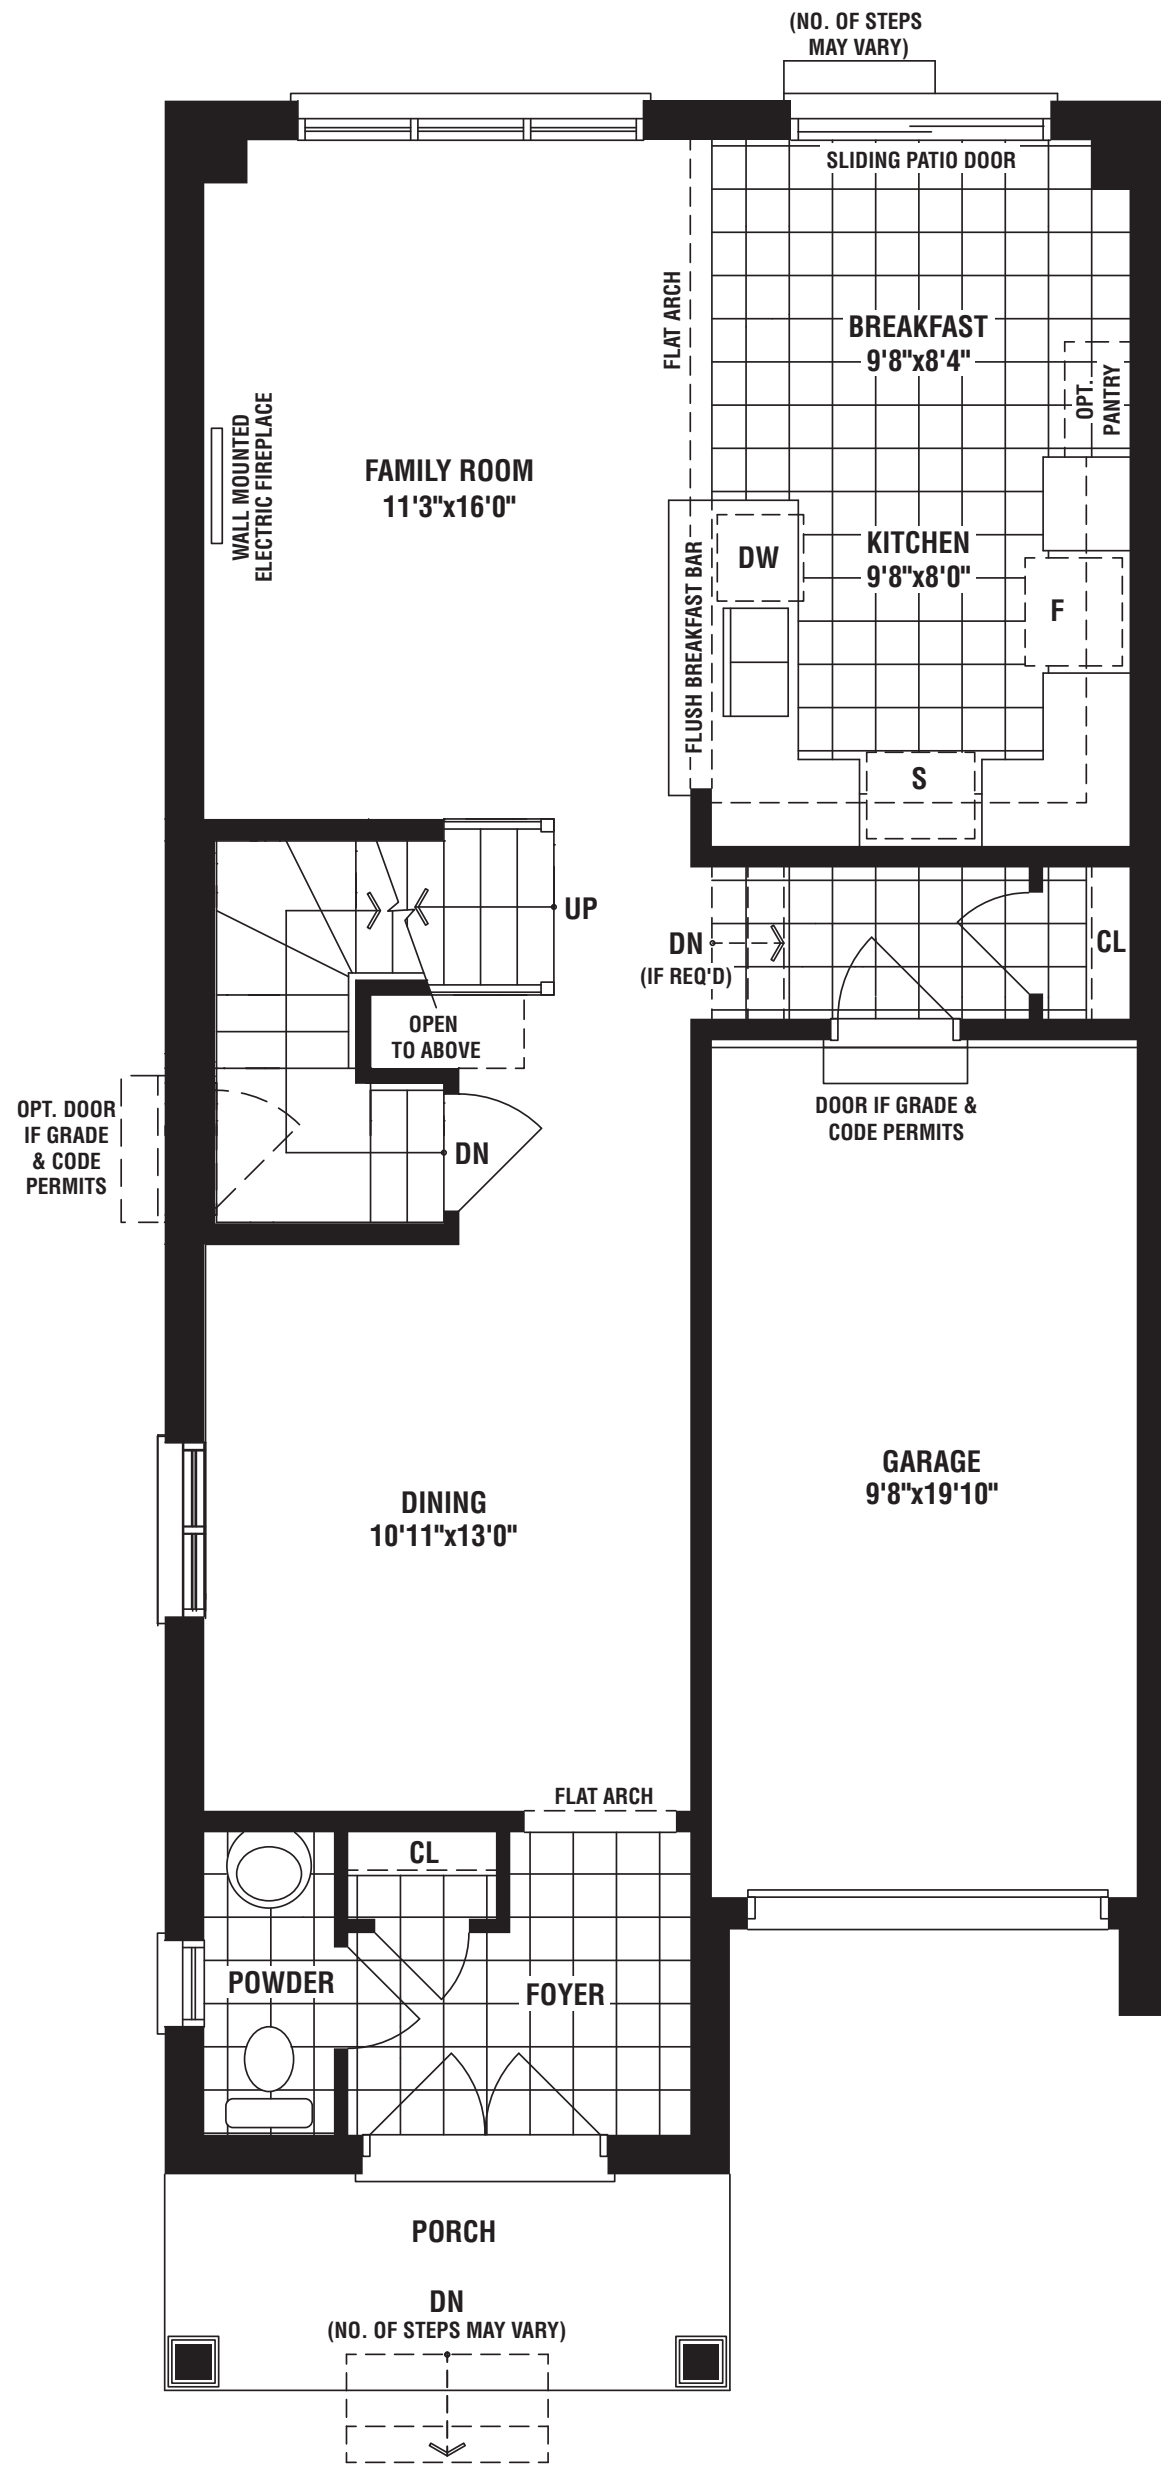 (NO. OF STEPS
MAY VARY)
SLIDING PATIO DOOR
FLAT ARCH
BREAKFAST
9'8"x8'4"
OPT.
PANTRY
WALL MOUNTED
ELECTRIC FIREPLACE
FAMILY ROOM
11'3"x16'0"
FLUSH BREAKFAST BAR
DW
KITCHEN
9'8"x8'0"
F
S
UP
DN
(IF REQ'D)
CL
OPEN
TO ABOVE
OPT. DOOR
IF GRADE
& CODE
PERMITS
DN
DOOR IF GRADE &
CODE PERMITS
GARAGE
9'8"x19'10"
DINING
10'11"x13'0"
FLAT ARCH
CL
POWDER
FOYER
PORCH
DN
(NO. OF STEPS MAY VARY)